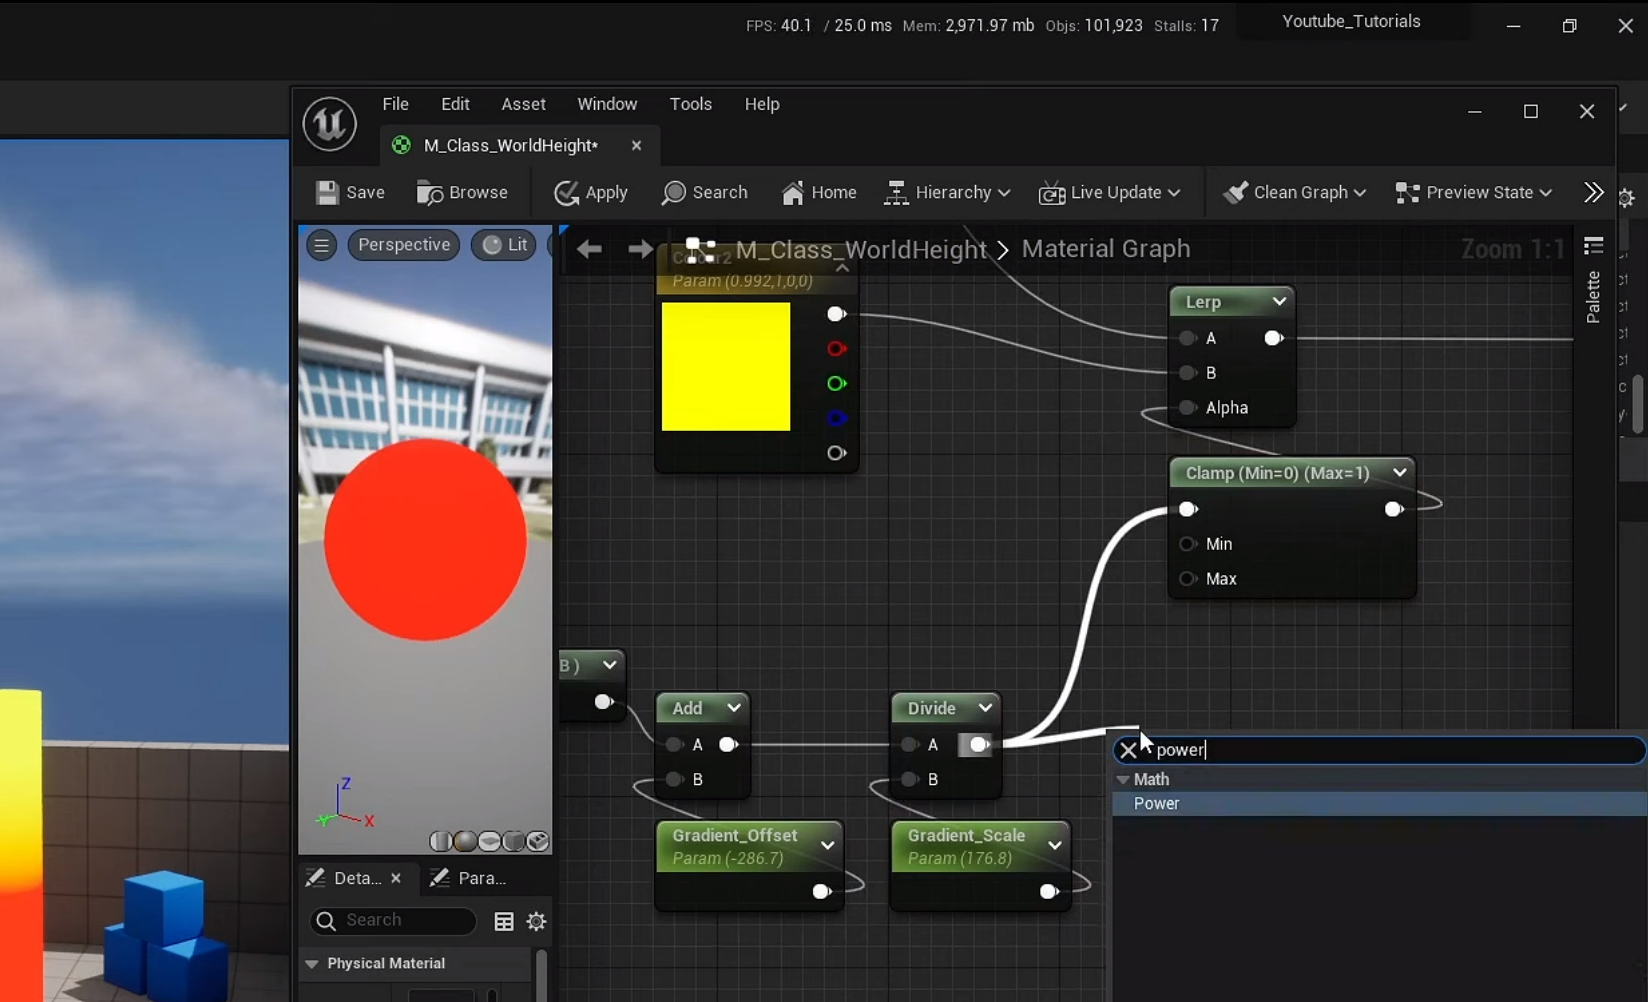 FPS: 40.1 / 25.0 ms Mem: 2,971.97 mb Objs: 101,923 Stalls: 17
Youtube_Tutorials
File Edit Asset Window Tools Help
M_Class_WorldHeight*
Save Browse Apply Search Home Hierarchy Live Update Clean Graph Preview State
Perspective Lit
M_Class_WorldHeight > Material Graph
Zoom 1:1
Palette
Param (0.992,1,0,0)
Lerp
A
B
Alpha
Clamp (Min=0) (Max=1)
Min
Max
B )
Add
A
B
Divide
A
B
Gradient_Offset
Param (-286.7)
Gradient_Scale
Param (176.8)
power
Math
Power
Z
Y
X
Deta... Para...
Search
Physical Material